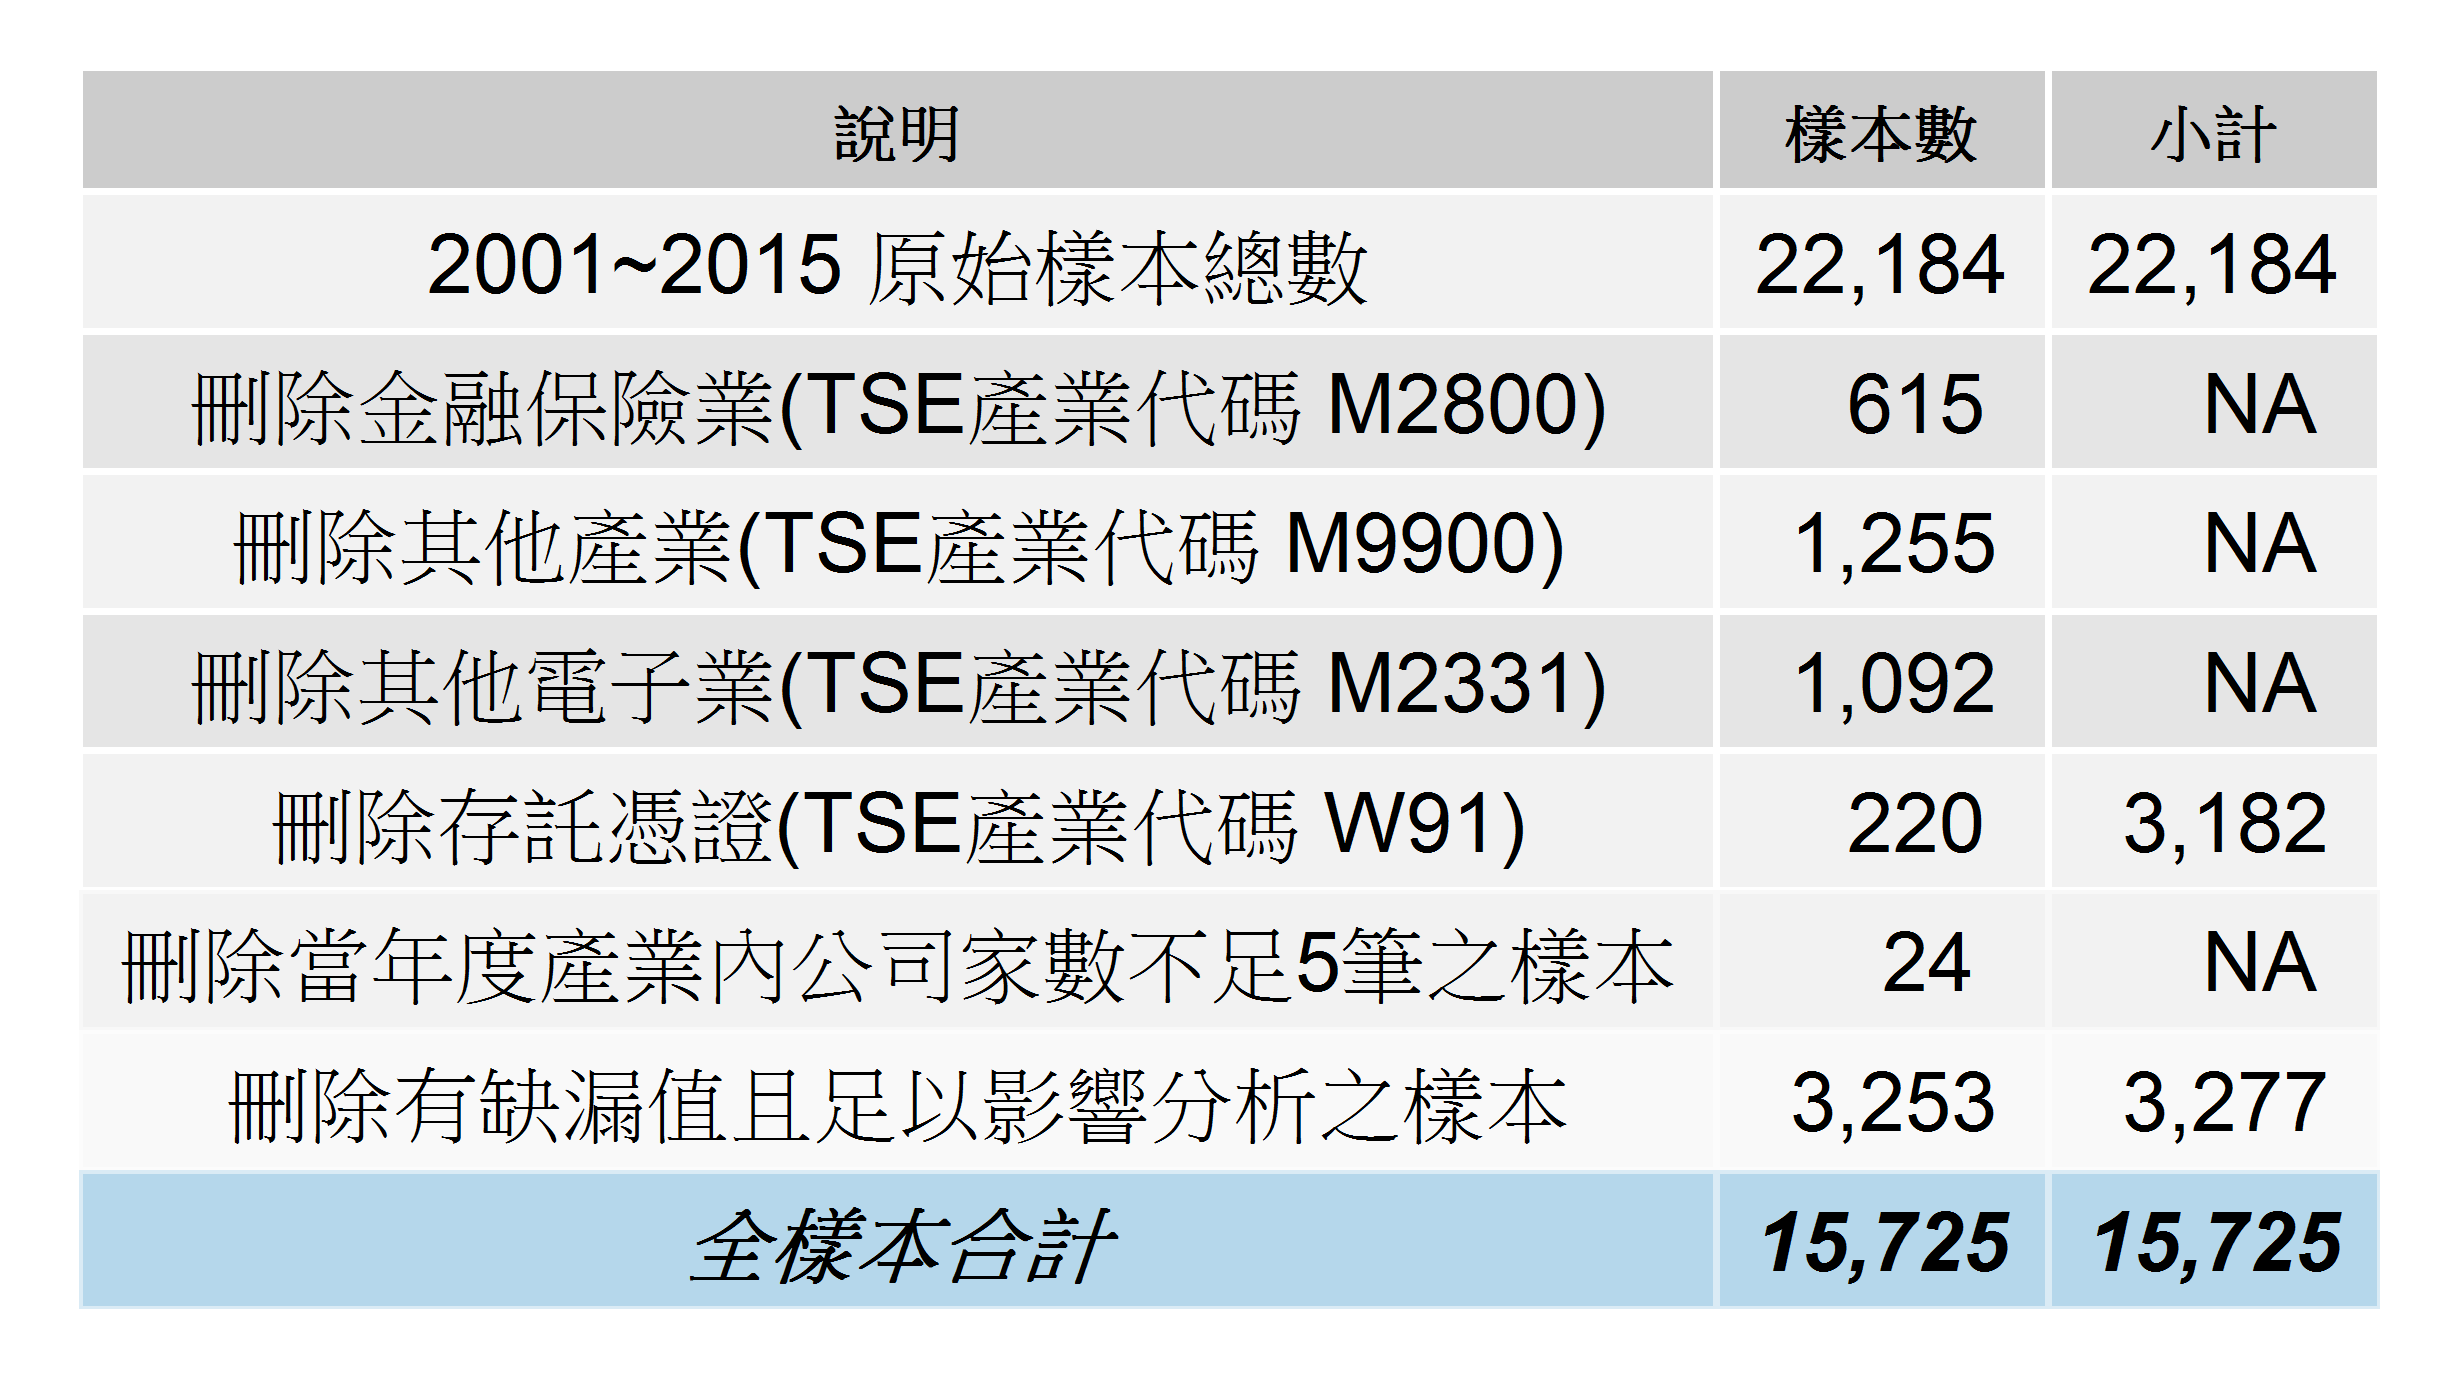 說明 樣本數 小計
2001~2015 原始樣本總數 22,184 22,184
刪除金融保險業(TSE產業代碼 M2800) 615 NA
刪除其他產業(TSE產業代碼 M9900) 1,255 NA
刪除其他電子業(TSE產業代碼 M2331) 1,092 NA
刪除存託憑證(TSE產業代碼 W91) 220 3,182
刪除當年度產業內公司家數不足5筆之樣本 24 NA
刪除有缺漏值且足以影響分析之樣本 3,253 3,277
全樣本合計 15,725 15,725